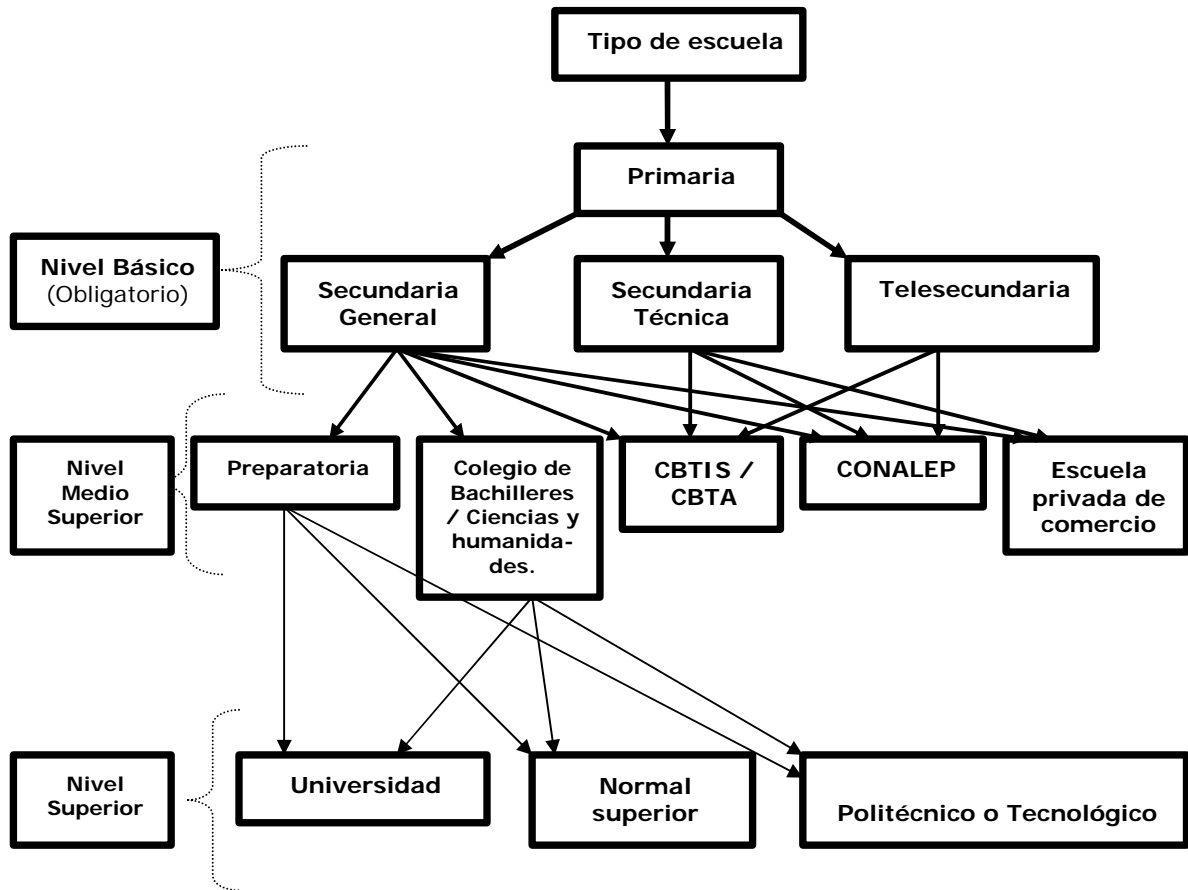 Tipo de escuela
Primaria
Nivel Básico
(Obligatorio)
Secundaria
General
Secundaria
Técnica
Telesecundaria
Nivel
Medio
Superior
Preparatoria
Colegio de
Bachilleres
/ Ciencias y
humanida-
des.
CBTIS /
CBTA
CONALEP
Escuela
privada de
comercio
Nivel
Superior
Universidad
Normal
superior
Politécnico o Tecnológico